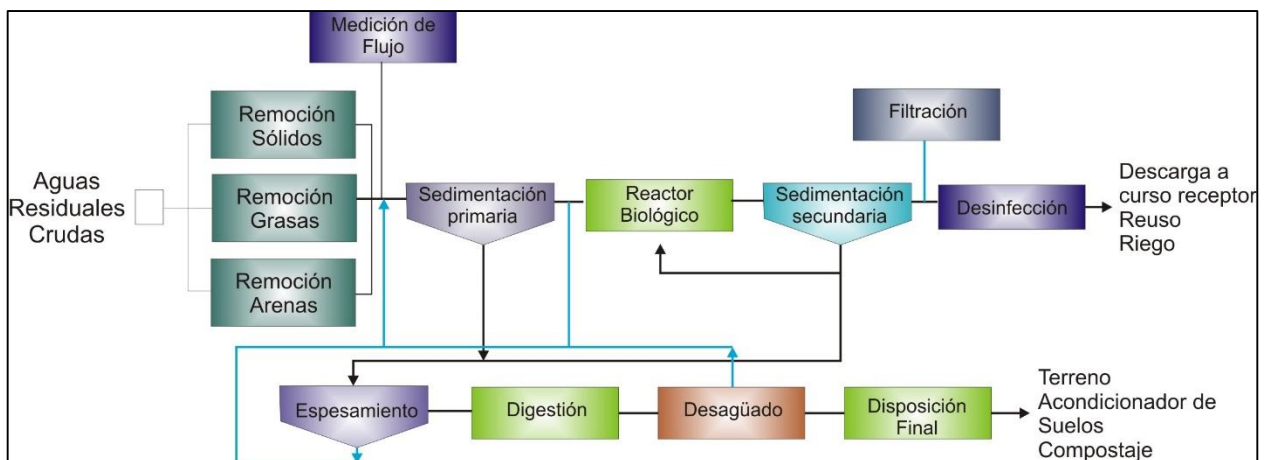 Medición de
Flujo
Remoción
Sólidos
Filtración
Aguas
Residuales
Crudas
Remoción
Grasas
Sedimentación
primaria
Reactor
Biológico
Sedimentación
secundaria
Desinfección
Descarga a
curso receptor
Reuso
Riego
Remoción
Arenas
Espesamiento
Digestión
Desagüado
Disposición
Final
Terreno
Acondicionador de
Suelos
Compostaje